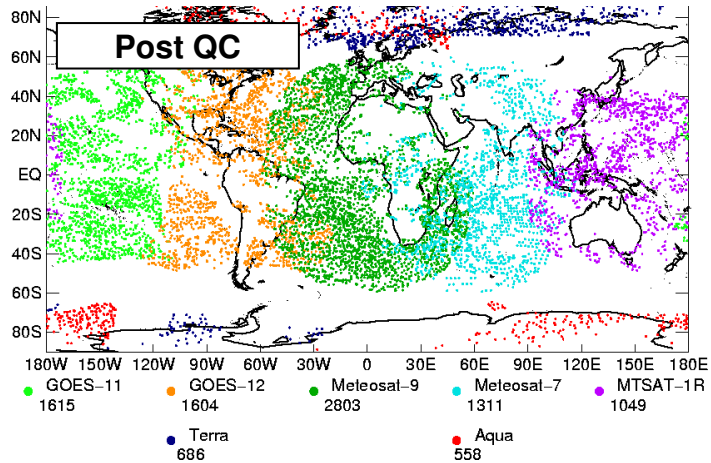 80N
Post QC
60N
40N
20N
EQ
20S
40S
60S
80S
180W 150W 120W 90W 60W 30W 0 30E 60E 90E 120E 150E 180E
GOES-11 GOES-12 Meteosat-9 Meteosat-7 MTSAT-1R
1615 1604 2803 1311 1049
Terra Aqua
686 558